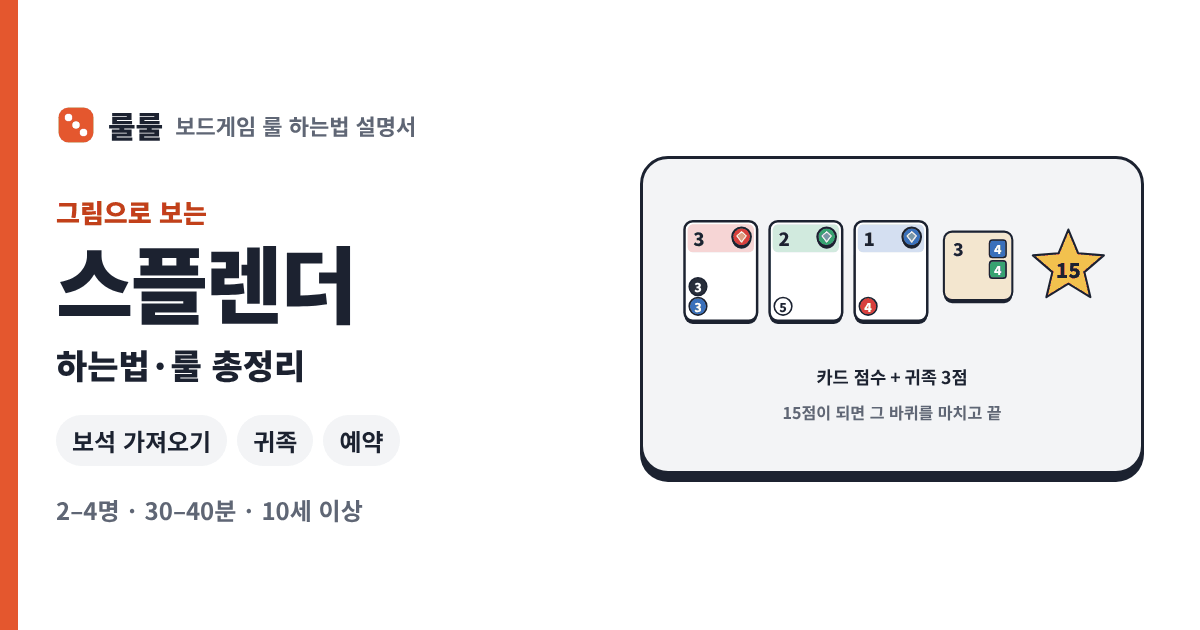 룰룰 보드게임 룰 하는법 설명서
그림으로 보는
스플렌더
하는법·룰 총정리
보석 가져오기 귀족 예약
2–4명 · 30–40분 · 10세 이상
3 2 1 3 4 4 15
3 3 5 4
카드 점수 + 귀족 3점
15점이 되면 그 바퀴를 마치고 끝